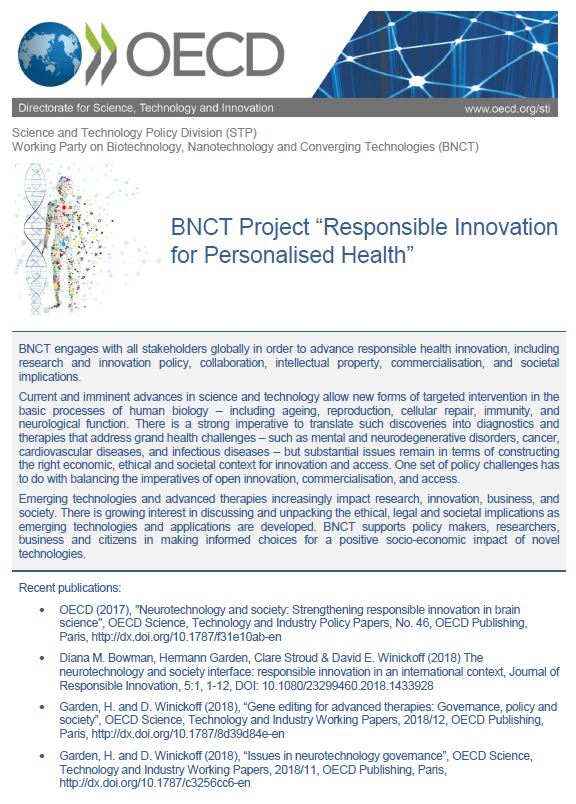 OECD
Directorate for Science, Technology and Innovation
www.oecd.org/sti
Science and Technology Policy Division (STP)
Working Party on Biotechnology, Nanotechnology and Converging Technologies (BNCT)
BNCT Project “Responsible Innovation
for Personalised Health”
BNCT engages with all stakeholders globally in order to advance responsible health innovation, including
research and innovation policy, collaboration, intellectual property, commercialisation, and societal
implications.
Current and imminent advances in science and technology allow new forms of targeted intervention in the
basic processes of human biology – including ageing, reproduction, cellular repair, immunity, and
neurological function. There is a strong imperative to translate such discoveries into diagnostics and
therapies that address grand health challenges – such as mental and neurodegenerative disorders, cancer,
cardiovascular diseases, and infectious diseases – but substantial issues remain in terms of constructing
the right economic, ethical and societal context for innovation and access. One set of policy challenges has
to do with balancing the imperatives of open innovation, commercialisation, and access.
Emerging technologies and advanced therapies increasingly impact research, innovation, business, and
society. There is growing interest in discussing and unpacking the ethical, legal and societal implications as
emerging technologies and applications are developed. BNCT supports policy makers, researchers,
business and citizens in making informed choices for a positive socio-economic impact of novel
technologies.
Recent publications:
• OECD (2017), "Neurotechnology and society: Strengthening responsible innovation in brain
science", OECD Science, Technology and Industry Policy Papers, No. 46, OECD Publishing,
Paris, http://dx.doi.org/10.1787/f31e10ab-en
• Diana M. Bowman, Hermann Garden, Clare Stroud & David E. Winickoff (2018) The
neurotechnology and society interface: responsible innovation in an international context, Journal of
Responsible Innovation, 5:1, 1-12, DOI: 10.1080/23299460.2018.1433928
• Garden, H. and D. Winickoff (2018), “Gene editing for advanced therapies: Governance, policy and
society”, OECD Science, Technology and Industry Working Papers, 2018/12, OECD Publishing,
Paris, http://dx.doi.org/10.1787/8d39d84e-en
• Garden, H. and D. Winickoff (2018), “Issues in neurotechnology governance”, OECD Science,
Technology and Industry Working Papers, 2018/11, OECD Publishing, Paris,
http://dx.doi.org/10.1787/c3256cc6-en